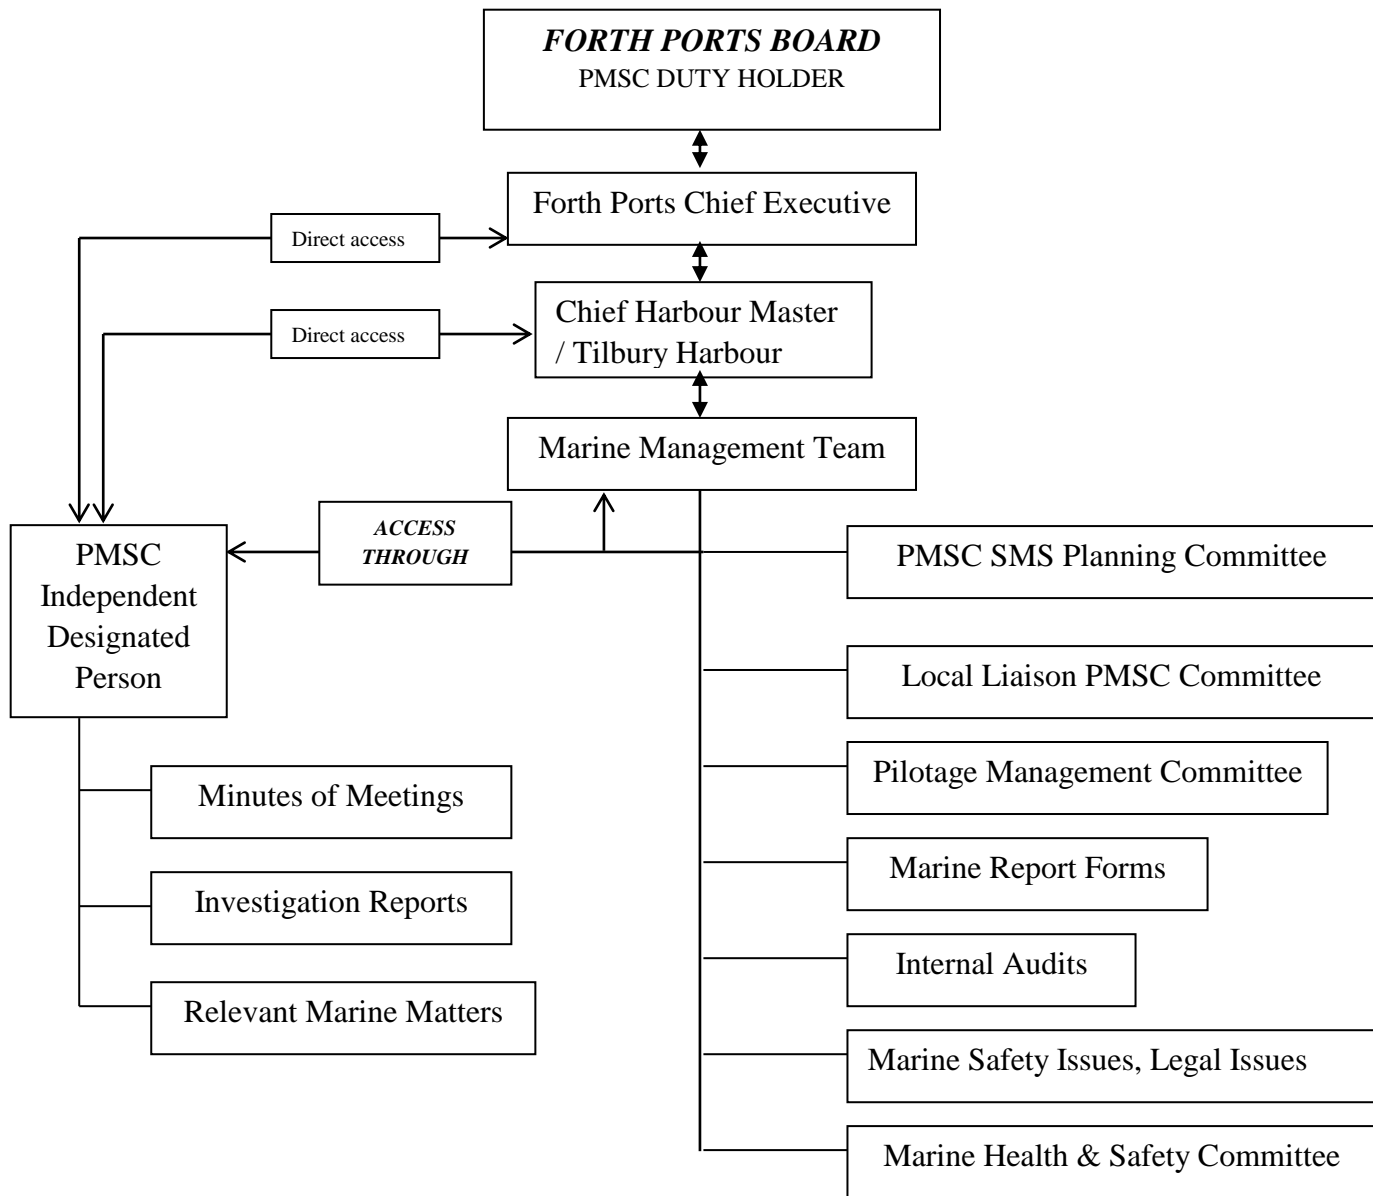 FORTH PORTS BOARD
PMSC DUTY HOLDER
Forth Ports Chief Executive
Direct access
Chief Harbour Master
/ Tilbury Harbour
Direct access
Marine Management Team
ACCESS
THROUGH
PMSC
Independent
Designated
Person
PMSC SMS Planning Committee
Local Liaison PMSC Committee
Pilotage Management Committee
Marine Report Forms
Internal Audits
Marine Safety Issues, Legal Issues
Marine Health & Safety Committee
Minutes of Meetings
Investigation Reports
Relevant Marine Matters